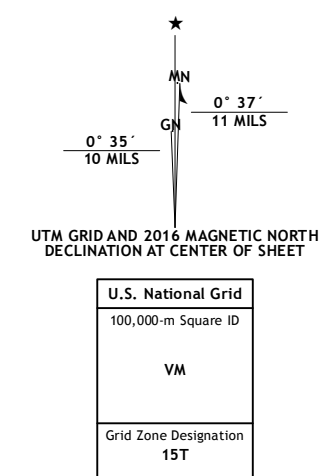 ★
MN
0° 37´
11 MILS
GN
0° 35´
10 MILS
UTM GRID AND 2016 MAGNETIC NORTH
DECLINATION AT CENTER OF SHEET
U.S. National Grid
100,000-m Square ID
VM
Grid Zone Designation
15T